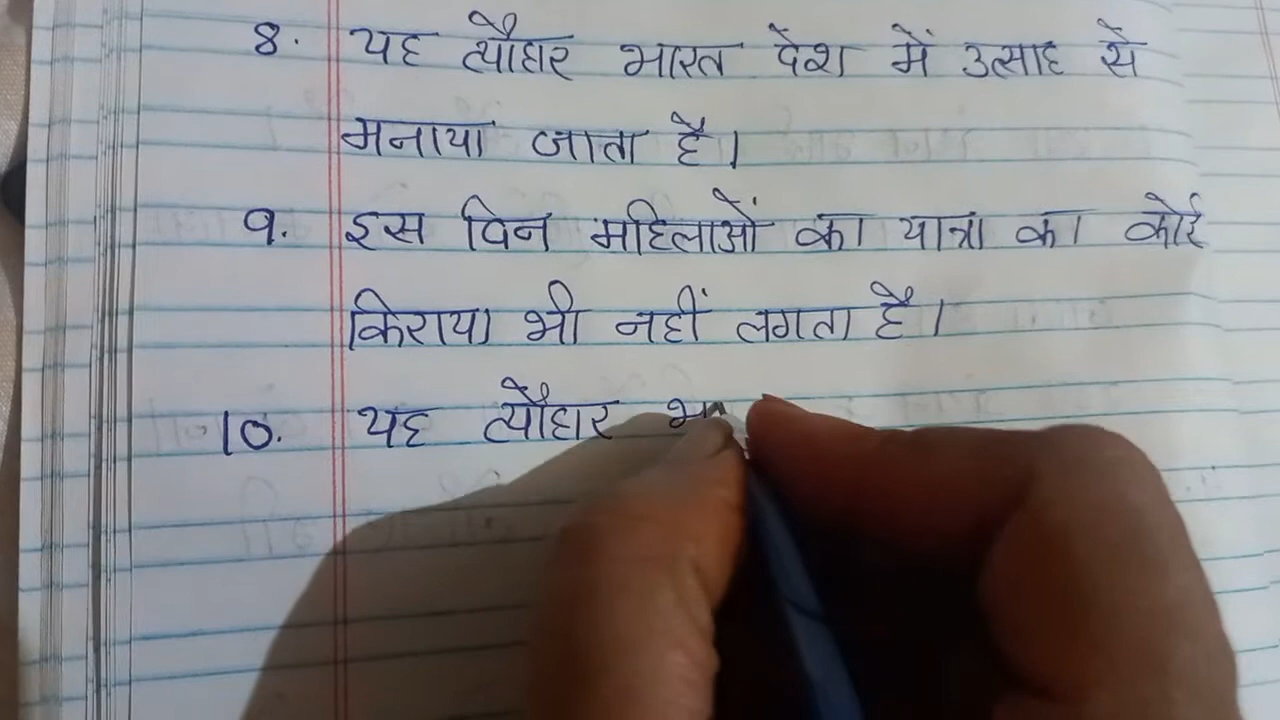 8. यह त्यौहार भारत देश में उत्साह से
मनाया जाता है।
9. इस दिन महिलाओं का यात्रा का कोई
किराया भी नहीं लगता है।
10. यह त्यौहार